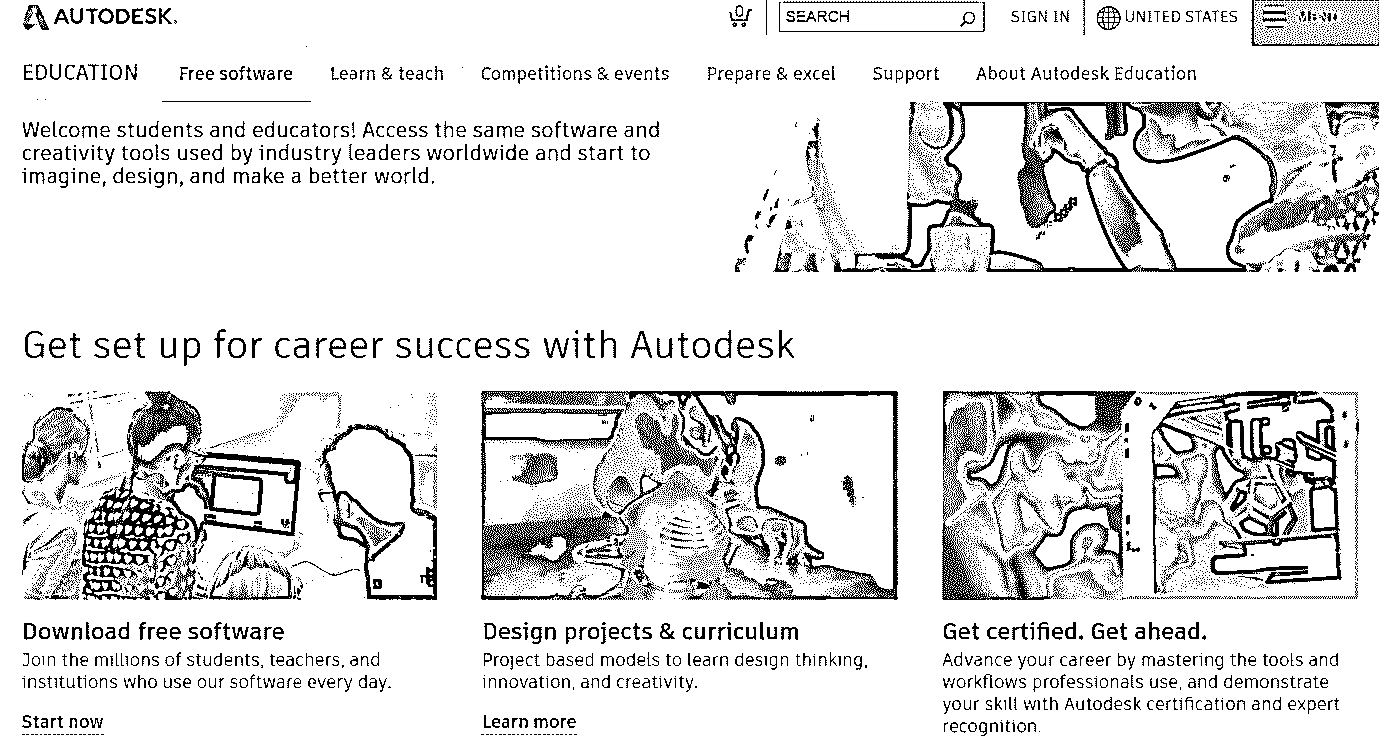 AUTODESK.
0
SEARCH
SIGN IN
UNITED STATES
MENU
EDUCATION
Free software
Learn & teach
Competitions & events
Prepare & excel
Support
About Autodesk Education
Welcome students and educators! Access the same software and
creativity tools used by industry leaders worldwide and start to
imagine, design, and make a better world.
Get set up for career success with Autodesk
Download free software
Join the millions of students, teachers, and
institutions who use our software every day.
Start now
Design projects & curriculum
Project based models to learn design thinking,
innovation, and creativity.
Learn more
Get certified. Get ahead.
Advance your career by mastering the tools and
workflows professionals use, and demonstrate
your skill with Autodesk certification and expert
recognition.